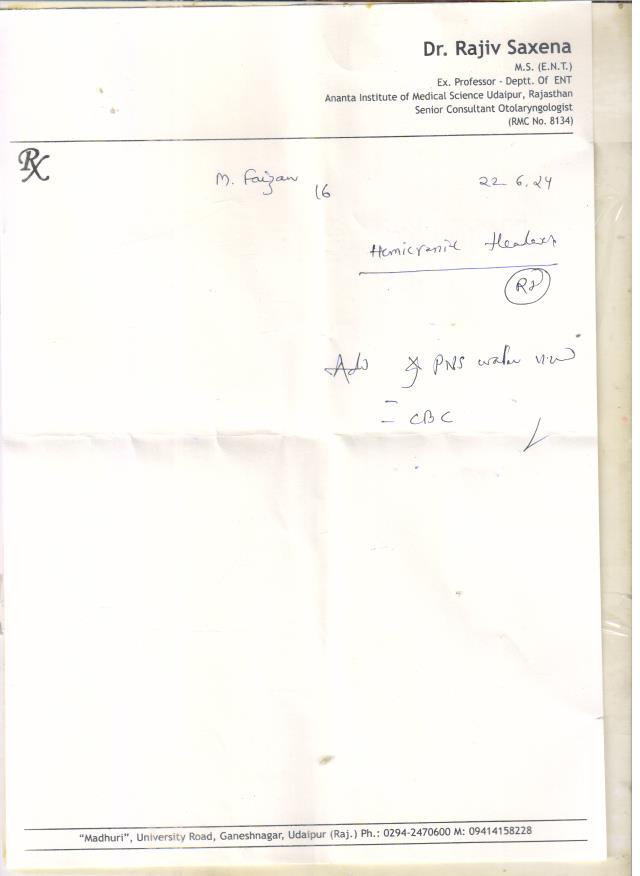 Dr. Rajiv Saxena
M.S. (E.N.T.)
Ex. Professor - Deptt. Of ENT
Ananta Institute of Medical Science Udaipur, Rajasthan
Senior Consultant Otolaryngologist
(RMC No. 8134)
Rx
M. Faizan 16 22.6.24
Hemicranial Headach
Adv PNS water view
- CBC
"Madhuri", University Road, Ganeshnagar, Udaipur (Raj.) Ph.: 0294-2470600 M: 09414158228